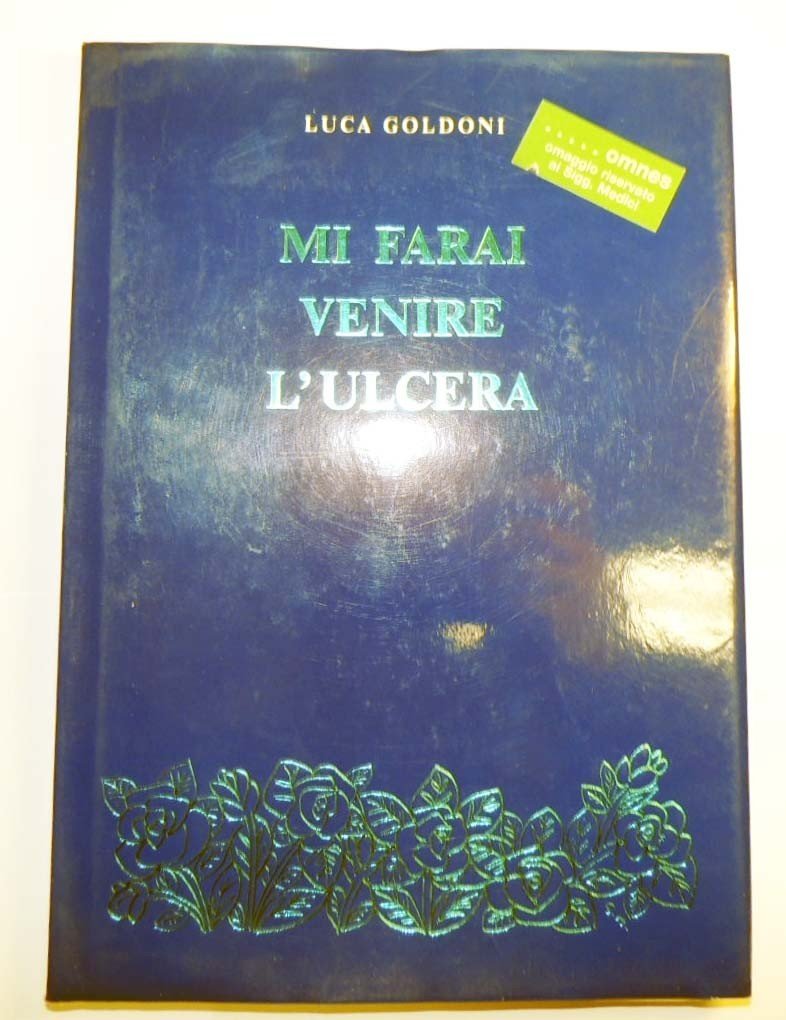 LUCA GOLDONI
omnes
omaggio riservato
ai Sigg. Medici
MI FARAI
VENIRE
L'ULCERA